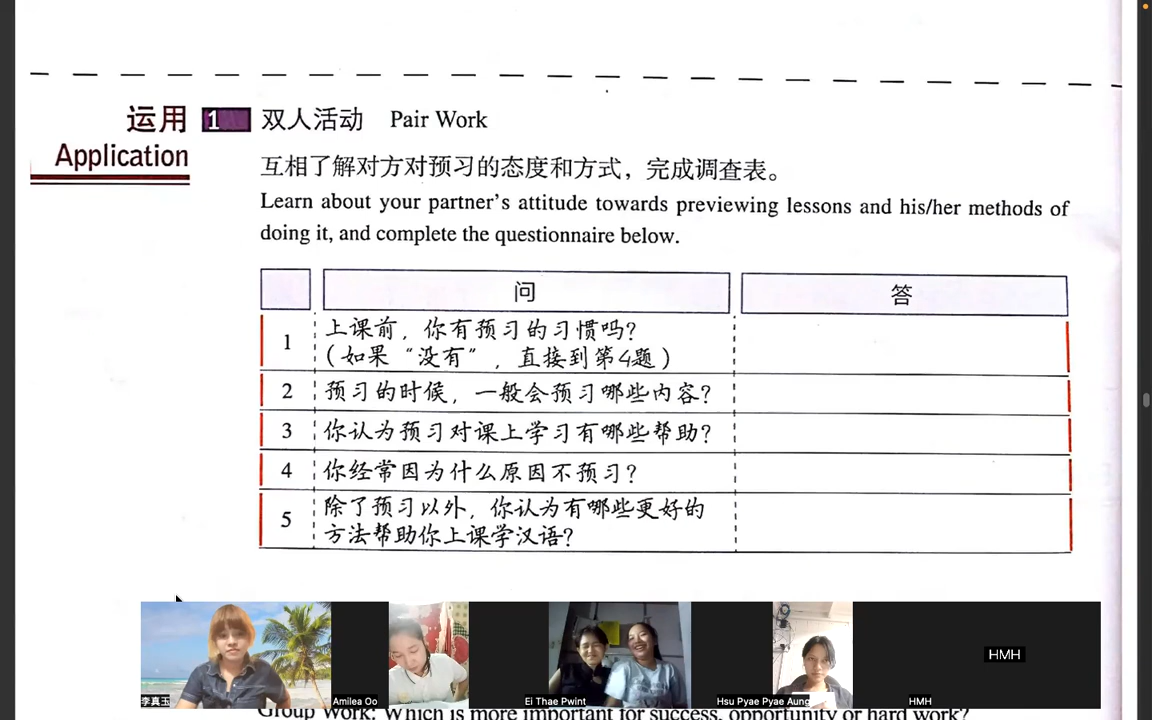 运用 1 双人活动 Pair Work
Application
互相了解对方对预习的态度和方式，完成调查表。
Learn about your partner's attitude towards previewing lessons and his/her methods of
doing it, and complete the questionnaire below.
问 答
1 上课前，你有预习的习惯吗？
（如果“没有”，直接到第4题）
2 预习的时候，一般会预习哪些内容？
3 你认为预习对课上学习有哪些帮助？
4 你经常因为什么原因不预习？
5 除了预习以外，你认为有哪些更好的
方法帮助你上课学汉语？
HMH
李真玉 Amilea Oo Ei Thae Pwint Hsu Pyae Pyae Aung HMH
Group Work: Which is more important for success, opportunity or hard work?